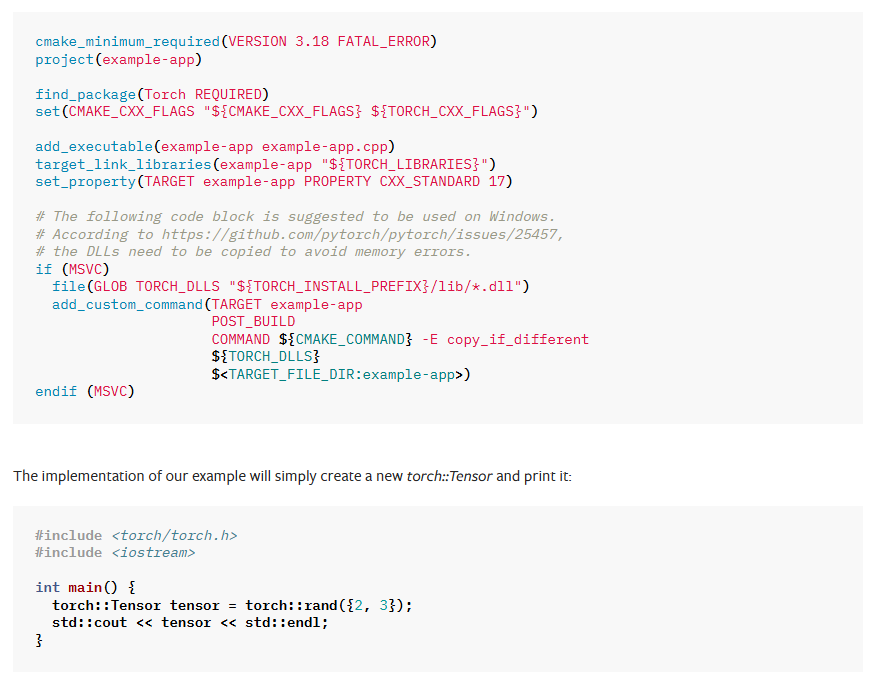 cmake_minimum_required(VERSION 3.18 FATAL_ERROR)
project(example-app)

find_package(Torch REQUIRED)
set(CMAKE_CXX_FLAGS "${CMAKE_CXX_FLAGS} ${TORCH_CXX_FLAGS}")

add_executable(example-app example-app.cpp)
target_link_libraries(example-app "${TORCH_LIBRARIES}")
set_property(TARGET example-app PROPERTY CXX_STANDARD 17)

# The following code block is suggested to be used on Windows.
# According to https://github.com/pytorch/pytorch/issues/25457,
# the DLLs need to be copied to avoid memory errors.
if (MSVC)
  file(GLOB TORCH_DLLS "${TORCH_INSTALL_PREFIX}/lib/*.dll")
  add_custom_command(TARGET example-app
                     POST_BUILD
                     COMMAND ${CMAKE_COMMAND} -E copy_if_different
                     ${TORCH_DLLS}
                     $<TARGET_FILE_DIR:example-app>)
endif (MSVC)

The implementation of our example will simply create a new torch::Tensor and print it:

#include <torch/torch.h>
#include <iostream>

int main() {
  torch::Tensor tensor = torch::rand({2, 3});
  std::cout << tensor << std::endl;
}